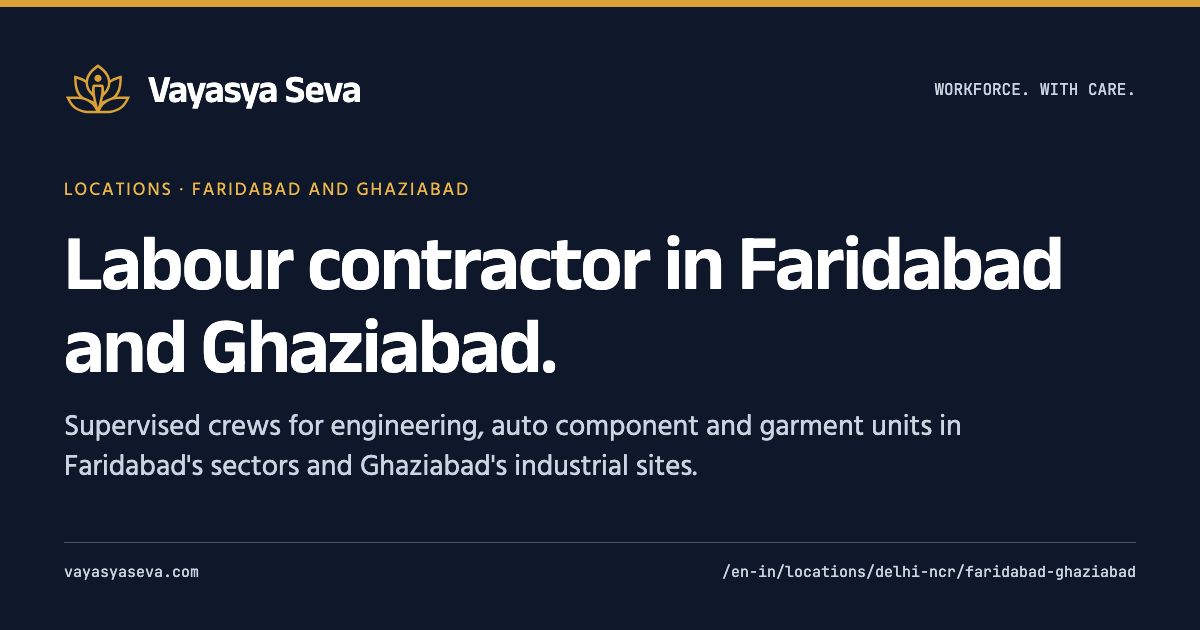 Vayasya Seva
WORKFORCE. WITH CARE.
LOCATIONS · FARIDABAD AND GHAZIABAD
Labour contractor in Faridabad
and Ghaziabad.
Supervised crews for engineering, auto component and garment units in
Faridabad's sectors and Ghaziabad's industrial sites.
vayasyaseva.com
/en-in/locations/delhi-ncr/faridabad-ghaziabad